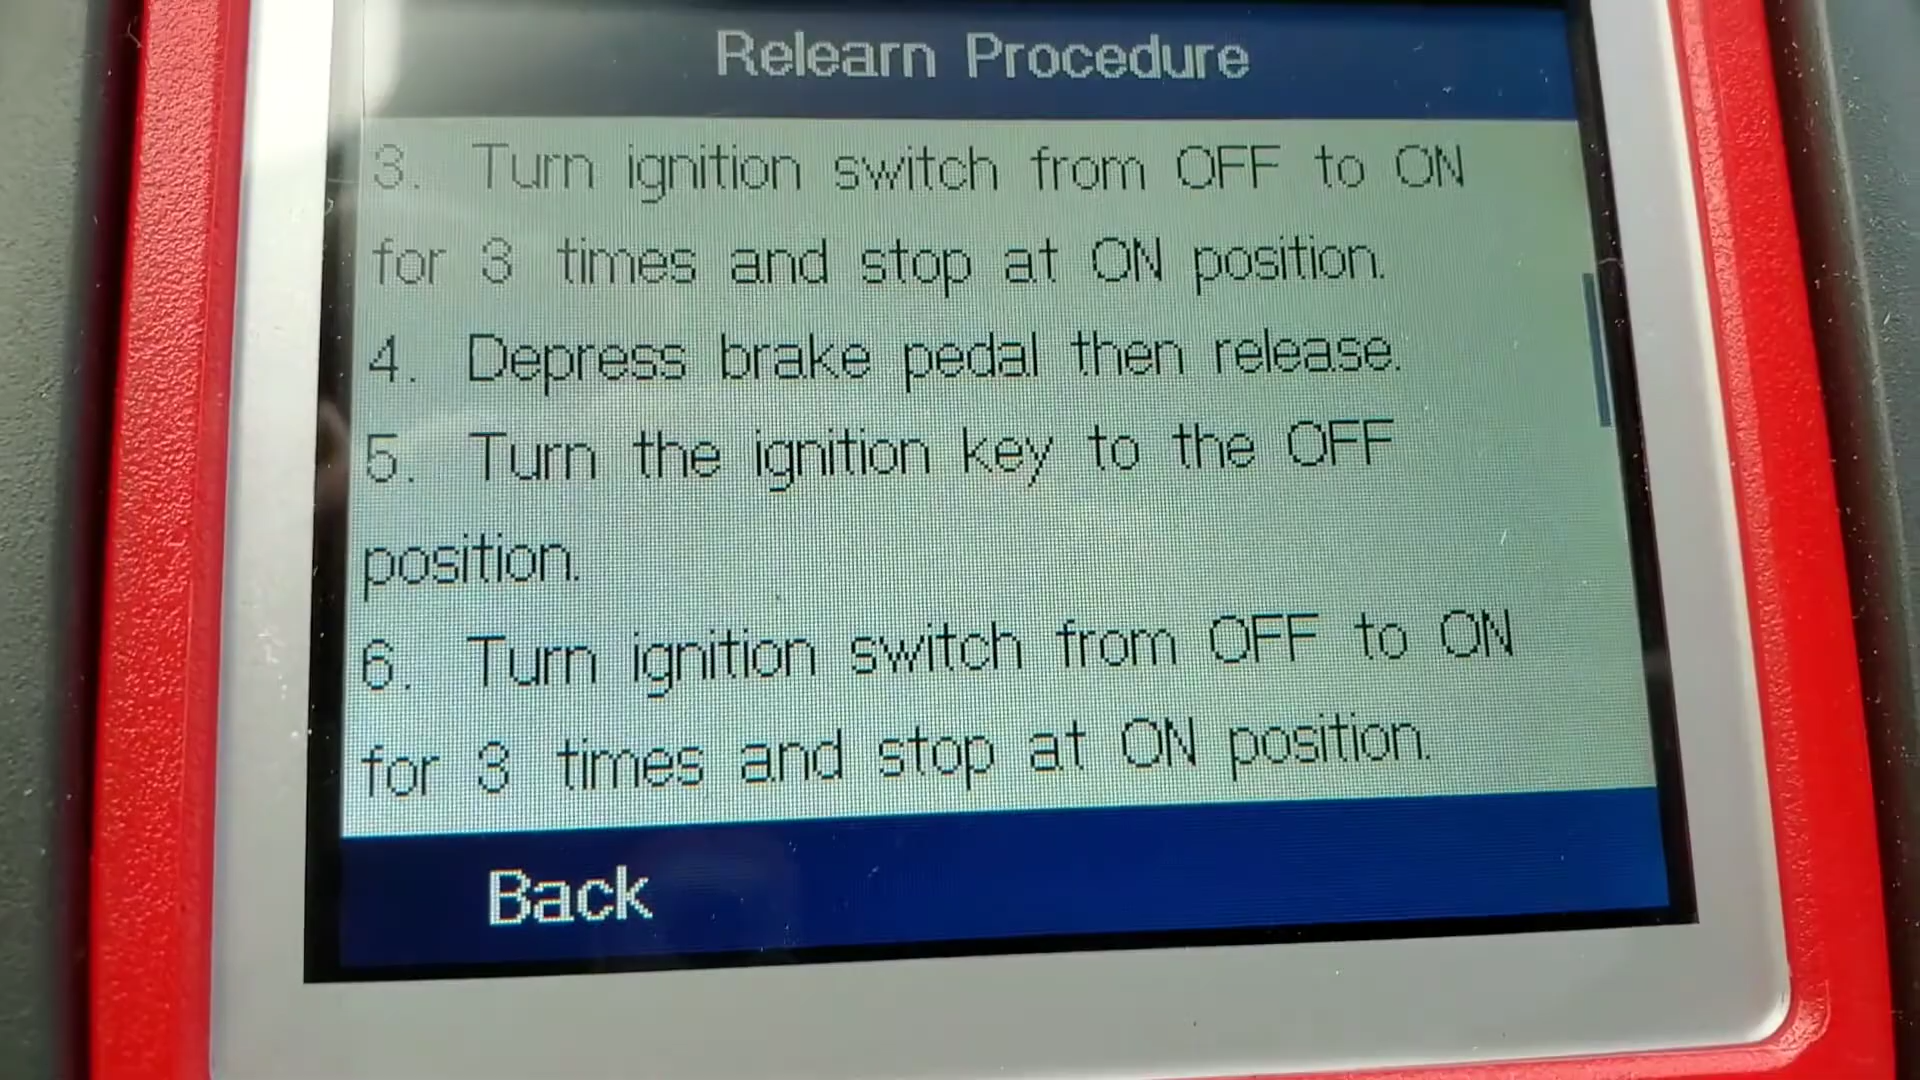 Relearn Procedure
3. Turn ignition switch from OFF to ON
for 3 times and stop at ON position.
4. Depress brake pedal then release.
5. Turn the ignition key to the OFF
position.
6. Turn ignition switch from OFF to ON
for 3 times and stop at ON position.
Back